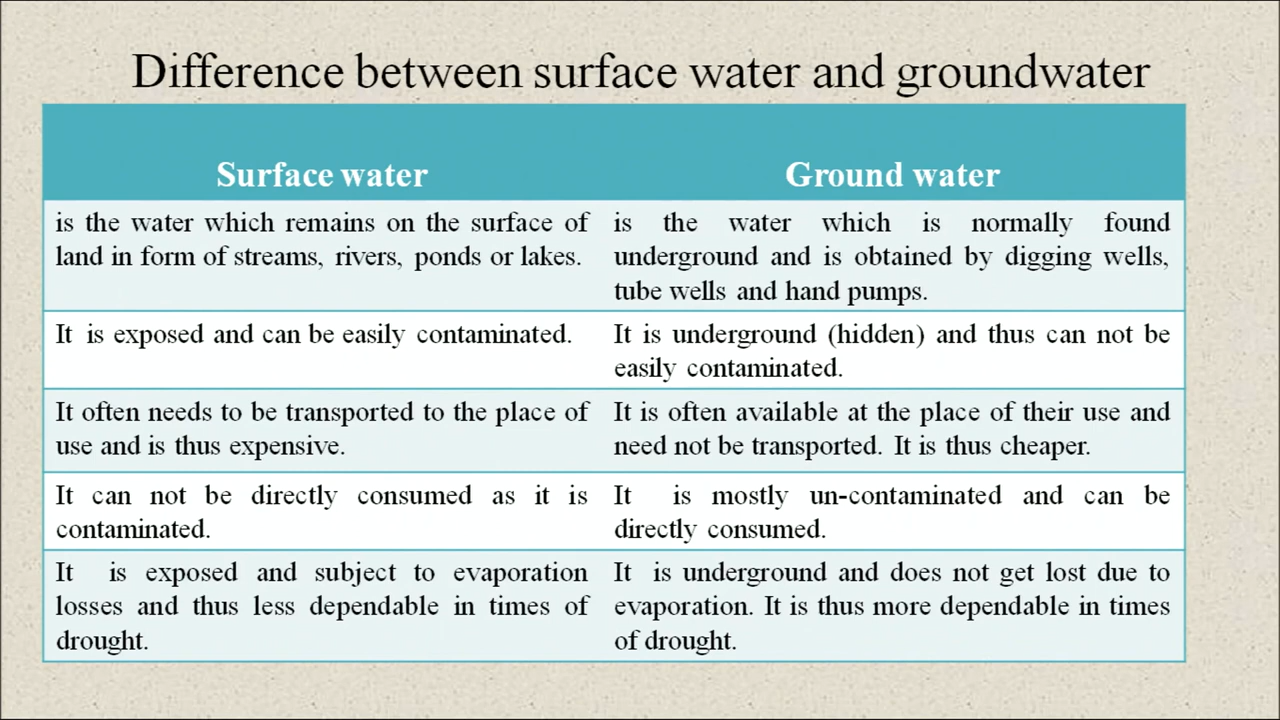 Difference between surface water and groundwater
Surface water
Ground water
is the water which remains on the surface of
land in form of streams, rivers, ponds or lakes.
is the water which is normally found
underground and is obtained by digging wells,
tube wells and hand pumps.
It is exposed and can be easily contaminated.
It is underground (hidden) and thus can not be
easily contaminated.
It often needs to be transported to the place of
use and is thus expensive.
It is often available at the place of their use and
need not be transported. It is thus cheaper.
It can not be directly consumed as it is
contaminated.
It is mostly un-contaminated and can be
directly consumed.
It is exposed and subject to evaporation
losses and thus less dependable in times of
drought.
It is underground and does not get lost due to
evaporation. It is thus more dependable in times
of drought.